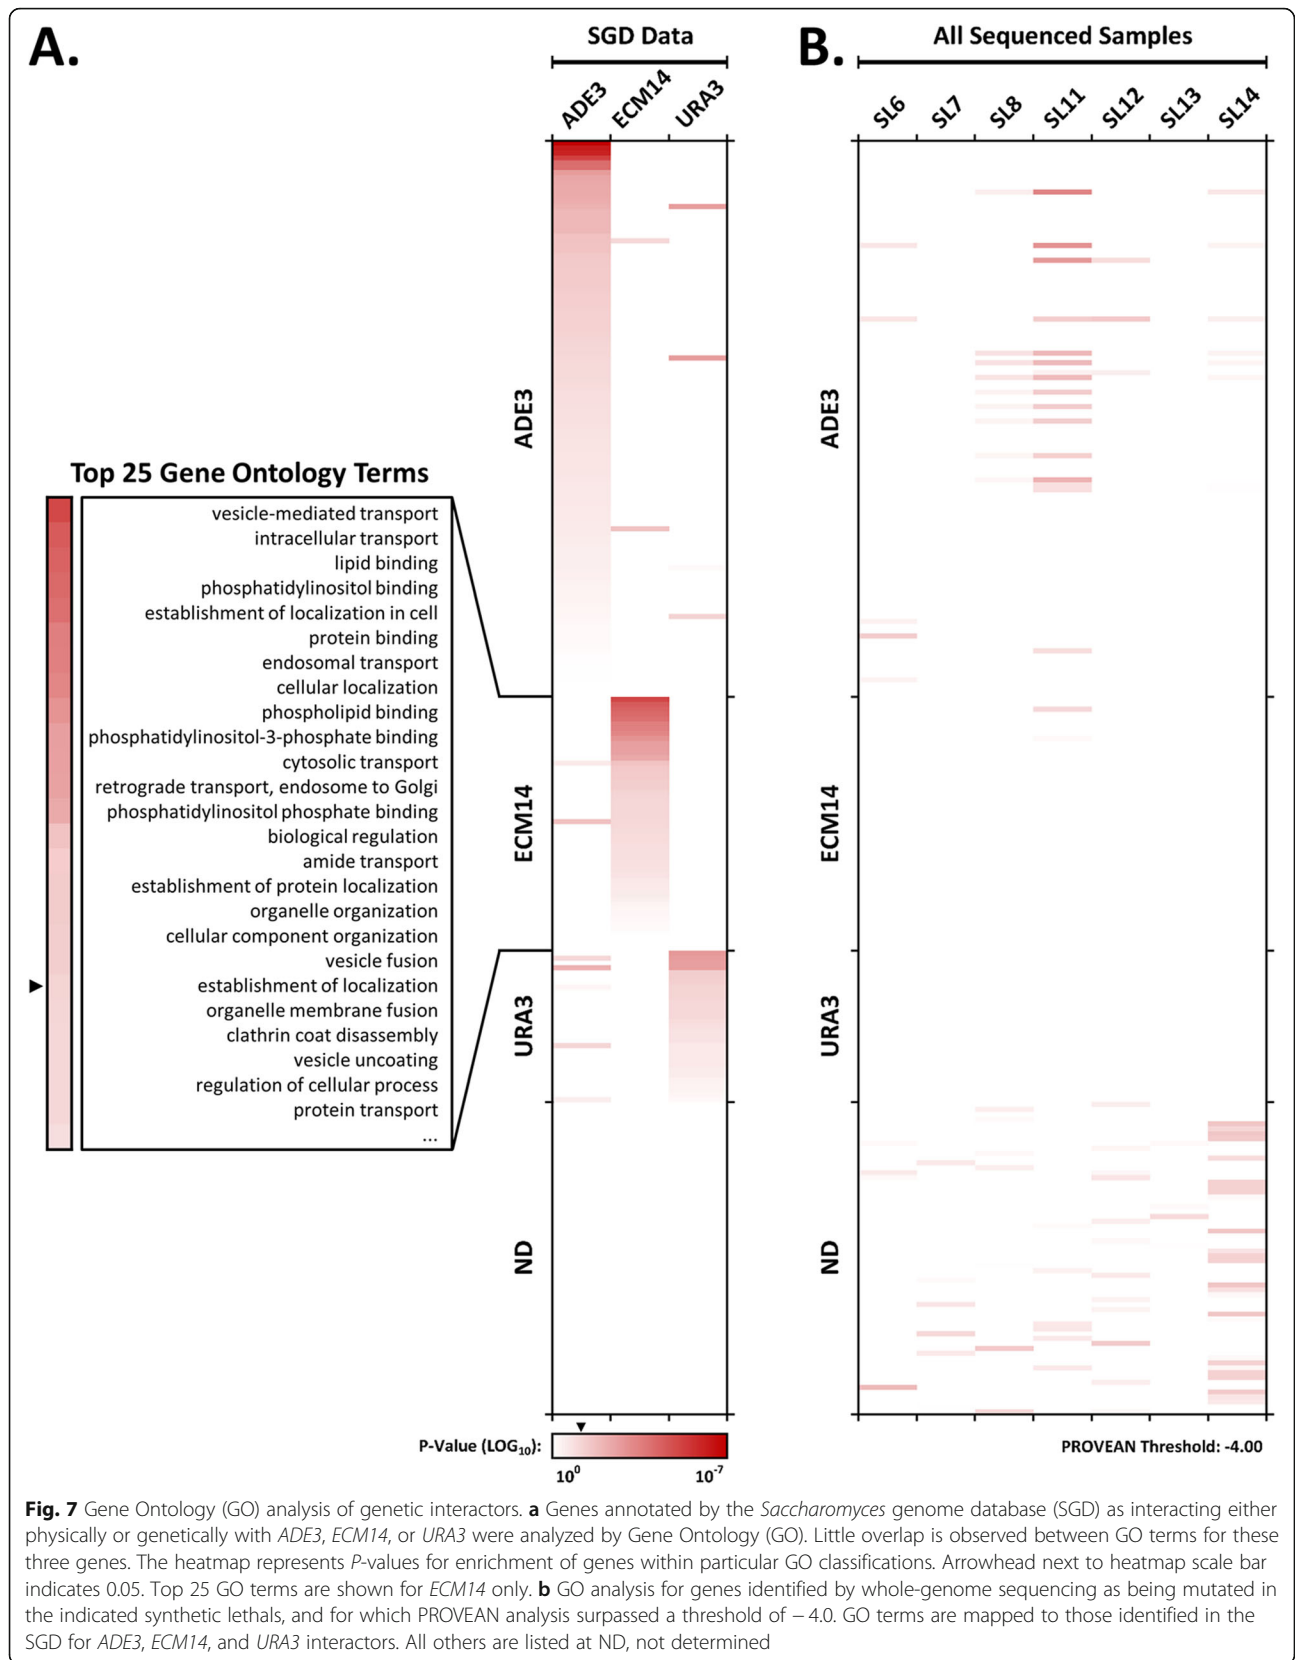 A.
SGD Data
ADE3
ECM14
URA3
ADE3
ECM14
URA3
ND
Top 25 Gene Ontology Terms
vesicle-mediated transport
intracellular transport
lipid binding
phosphatidylinositol binding
establishment of localization in cell
protein binding
endosomal transport
cellular localization
phospholipid binding
phosphatidylinositol-3-phosphate binding
cytosolic transport
retrograde transport, endosome to Golgi
phosphatidylinositol phosphate binding
biological regulation
amide transport
establishment of protein localization
organelle organization
cellular component organization
vesicle fusion
establishment of localization
organelle membrane fusion
clathrin coat disassembly
vesicle uncoating
regulation of cellular process
protein transport
...
P-Value (LOG₁₀):
10⁰
10⁻⁷
B.
All Sequenced Samples
SL6
SL7
SL8
SL11
SL12
SL13
SL14
ADE3
ECM14
URA3
ND
PROVEAN Threshold: -4.00
Fig. 7 Gene Ontology (GO) analysis of genetic interactors. a Genes annotated by the Saccharomyces genome database (SGD) as interacting either
physically or genetically with ADE3, ECM14, or URA3 were analyzed by Gene Ontology (GO). Little overlap is observed between GO terms for these
three genes. The heatmap represents P-values for enrichment of genes within particular GO classifications. Arrowhead next to heatmap scale bar
indicates 0.05. Top 25 GO terms are shown for ECM14 only. b GO analysis for genes identified by whole-genome sequencing as being mutated in
the indicated synthetic lethals, and for which PROVEAN analysis surpassed a threshold of − 4.0. GO terms are mapped to those identified in the
SGD for ADE3, ECM14, and URA3 interactors. All others are listed at ND, not determined